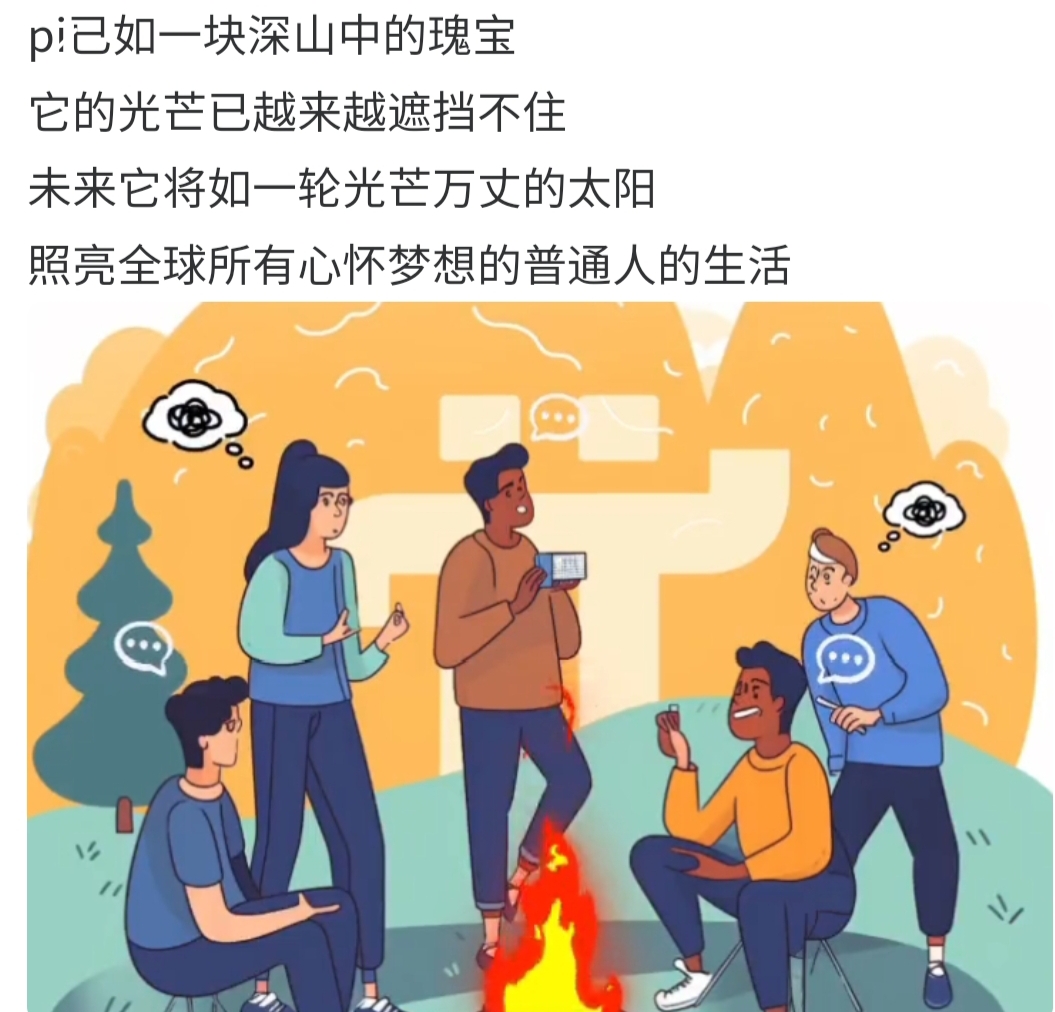 pi已如一块深山中的瑰宝
它的光芒已越来越遮挡不住
未来它将如一轮光芒万丈的太阳
照亮全球所有心怀梦想的普通人的生活